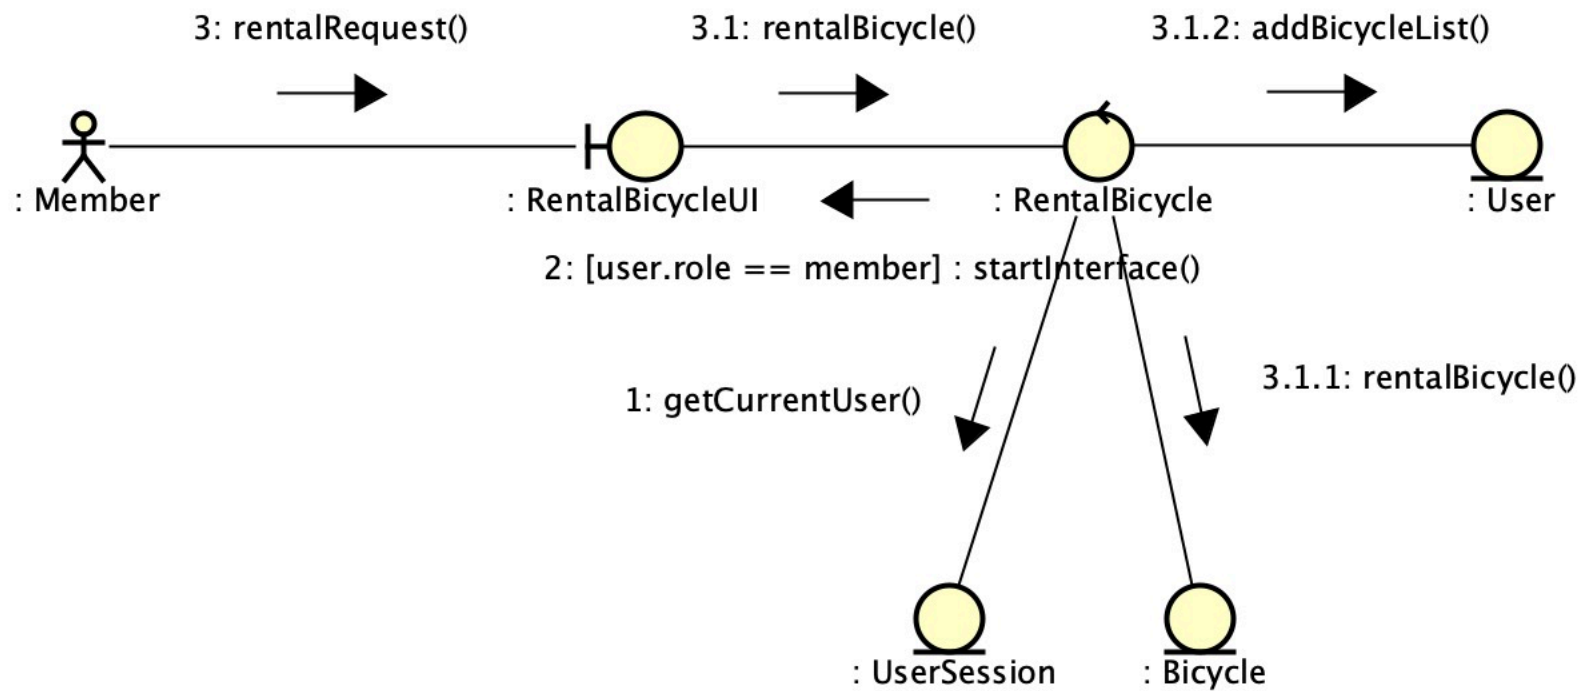 3: rentalRequest()
3.1: rentalBicycle()
3.1.2: addBicycleList()
: Member
: RentalBicycleUI
: RentalBicycle
: User
2: [user.role == member] : startInterface()
1: getCurrentUser()
3.1.1: rentalBicycle()
: UserSession
: Bicycle